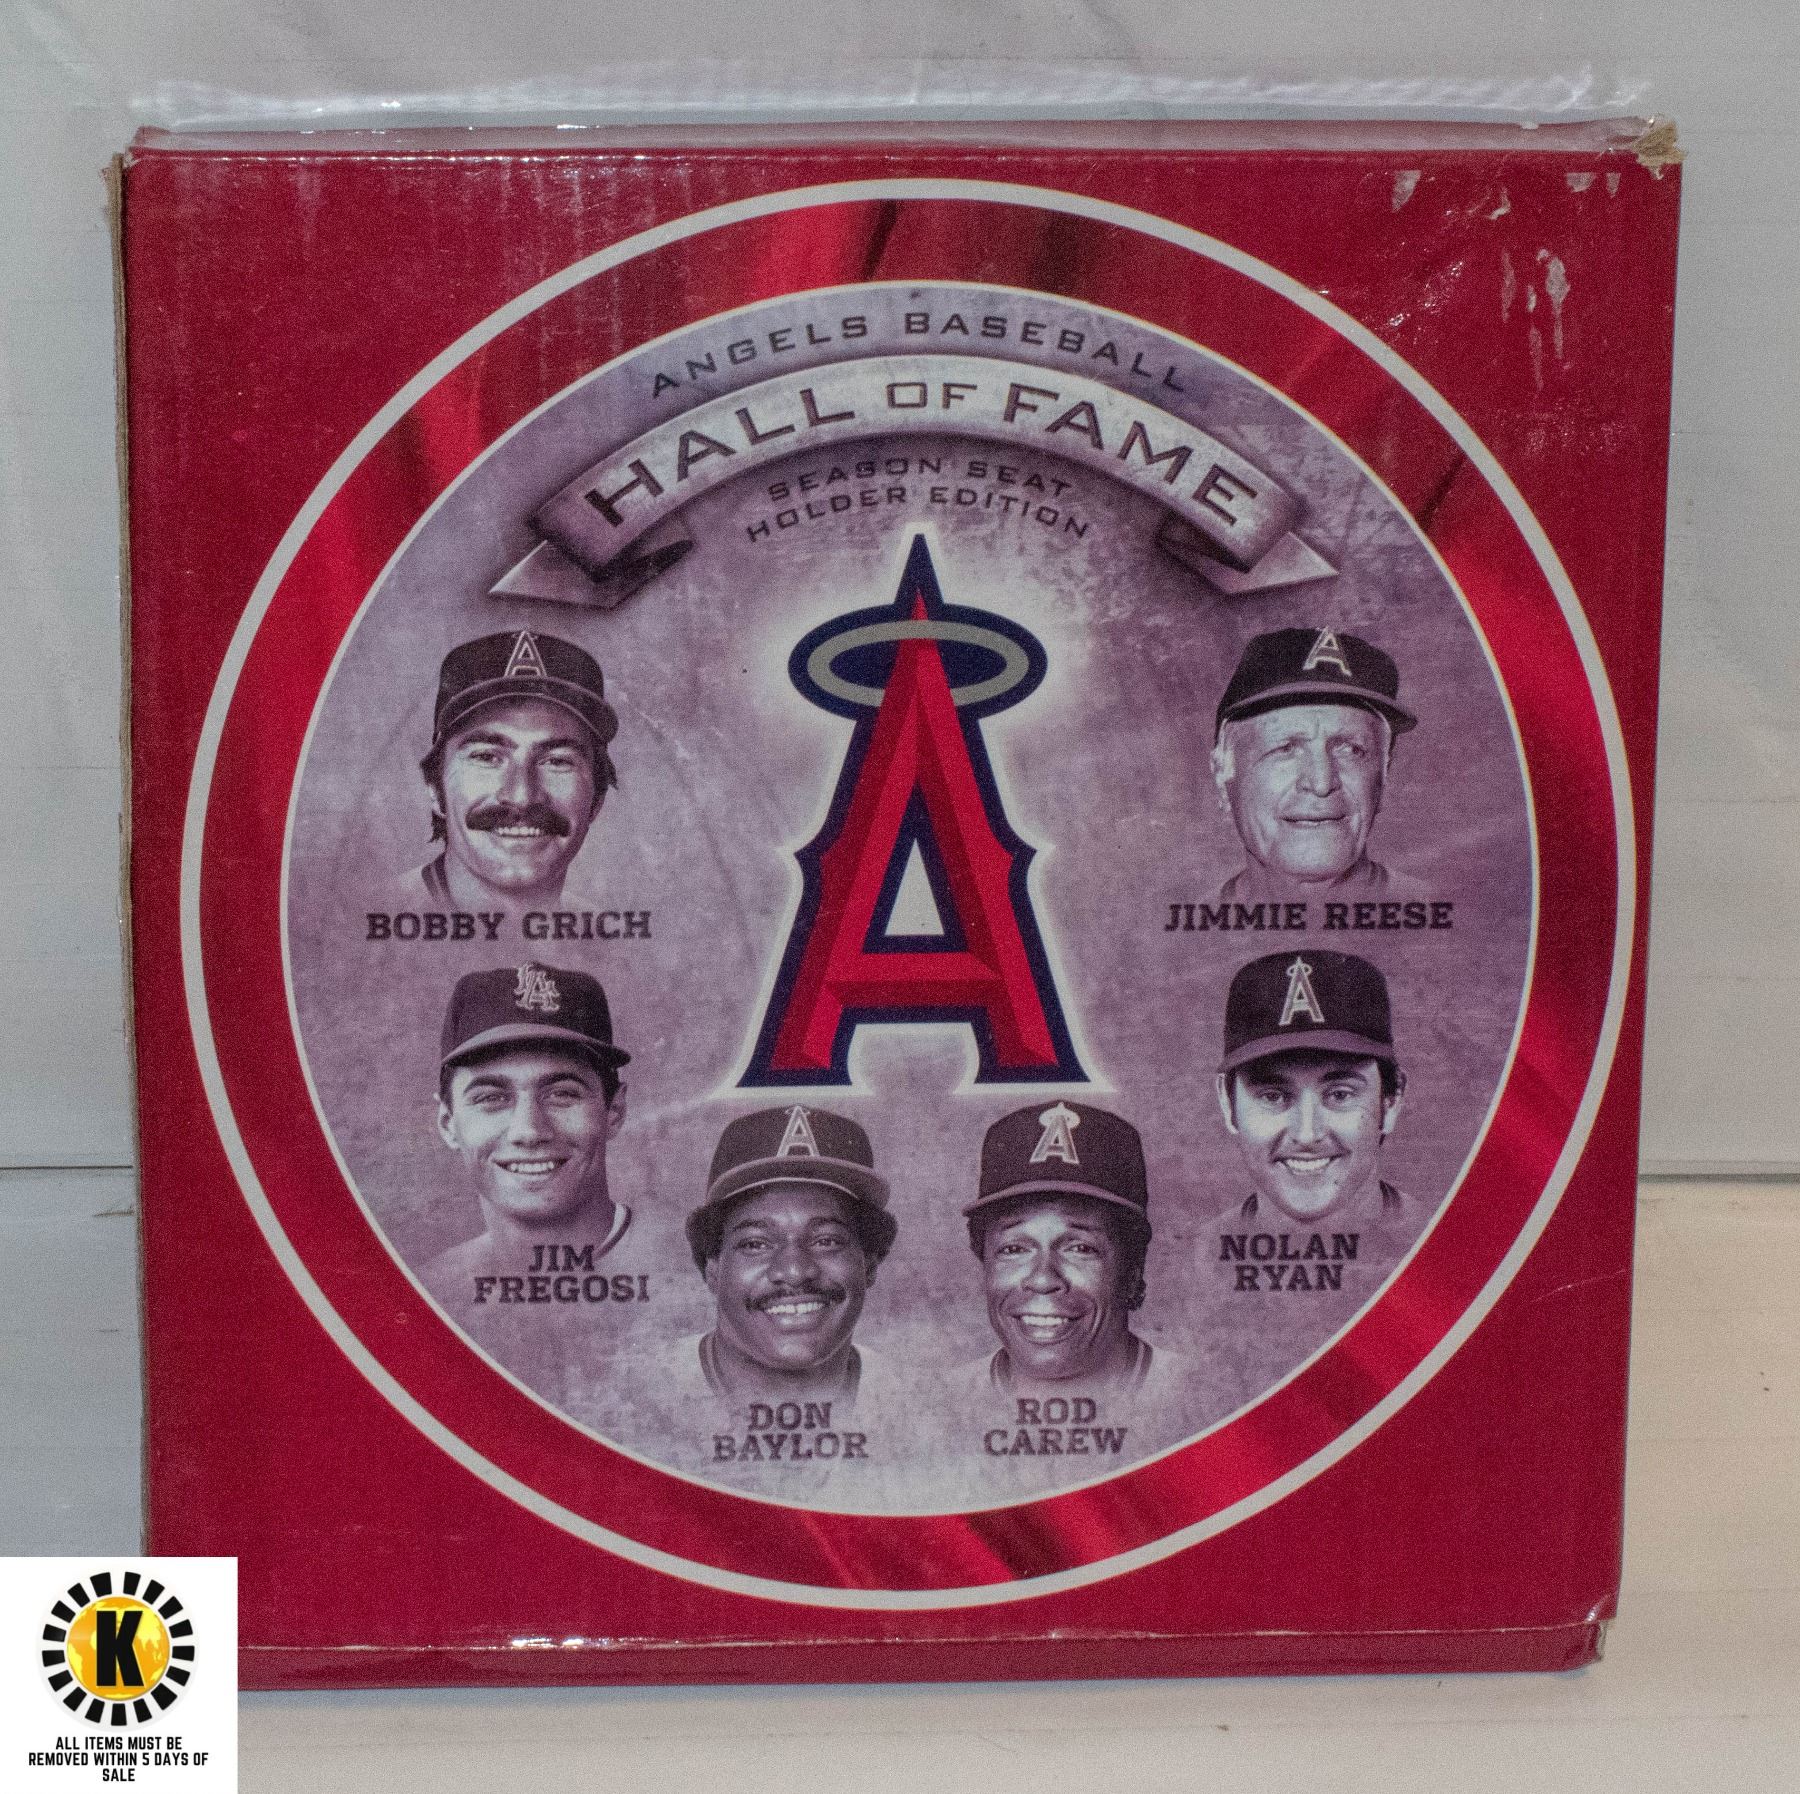 ANGELS BASEBALL
HALL OF FAME
SEASON SEAT
HOLDER EDITION
A
A
A
BOBBY GRICH
JIMMIE REESE
LA
A
JIM
FREGOSI
NOLAN
RYAN
A
A
DON
BAYLOR
ROD
CAREW
K
ALL ITEMS MUST BE
REMOVED WITHIN 5 DAYS OF
SALE